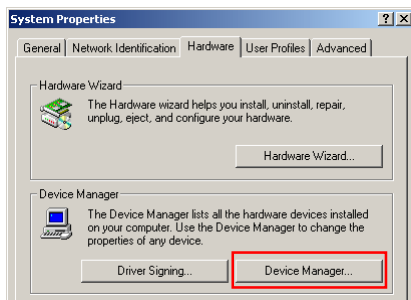 System Properties
General Network Identification Hardware User Profiles Advanced
Hardware Wizard
The Hardware wizard helps you install, uninstall, repair,
unplug, eject, and configure your hardware.
Hardware Wizard...
Device Manager
The Device Manager lists all the hardware devices installed
on your computer. Use the Device Manager to change the
properties of any device.
Driver Signing... Device Manager...